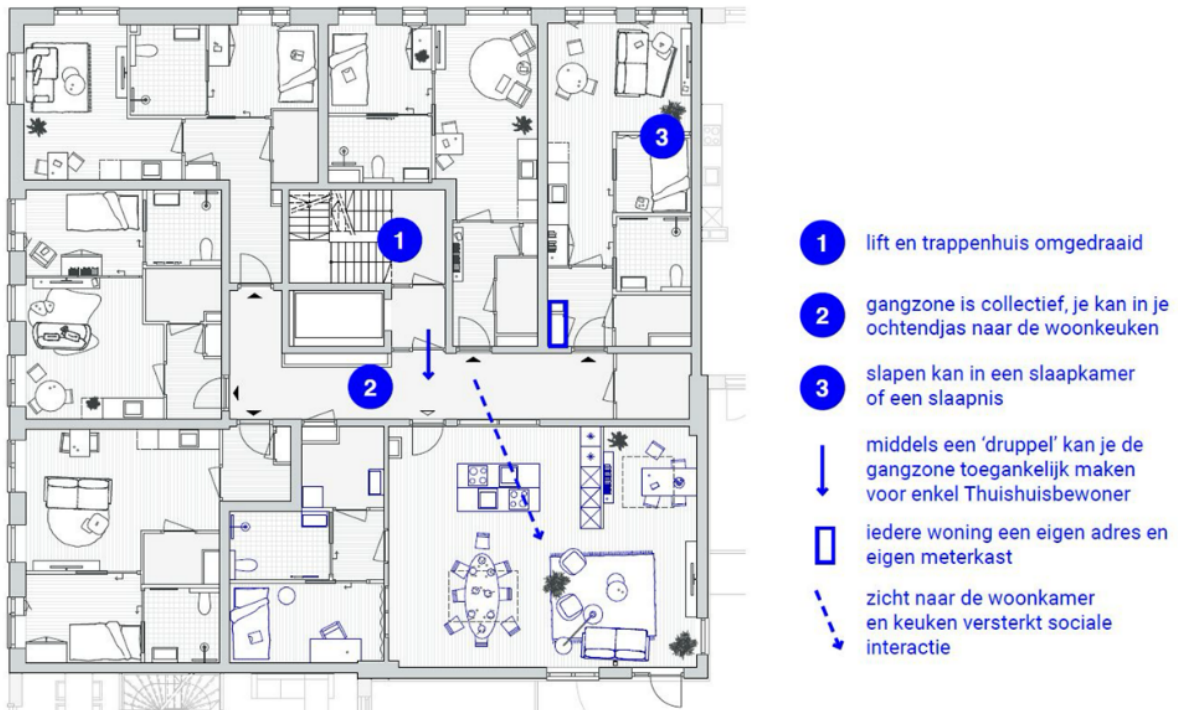 1
2
3
1
lift en trappenhuis omgedraaid
2
gangzone is collectief, je kan in je
ochtendjas naar de woonkeuken
3
slapen kan in een slaapkamer
of een slaapnis
middels een ‘druppel’ kan je de
gangzone toegankelijk maken
voor enkel Thuishuisbewoner
iedere woning een eigen adres en
eigen meterkast
zicht naar de woonkamer
en keuken versterkt sociale
interactie